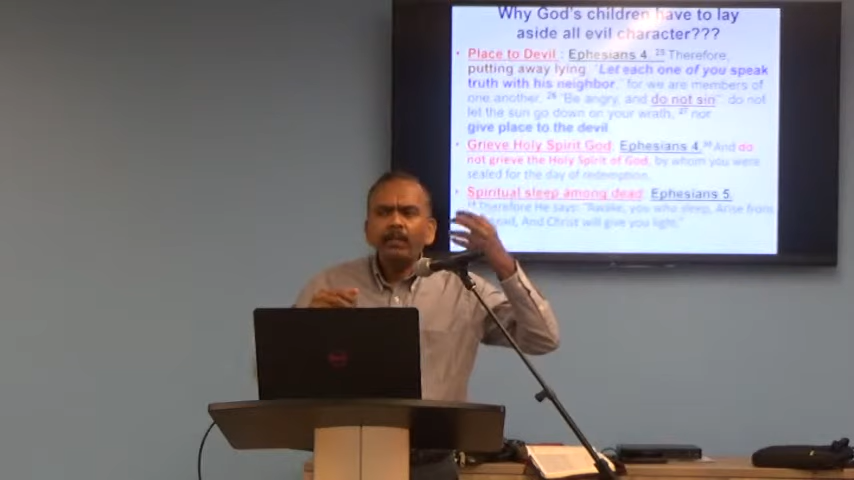 Why God's children have to lay
aside all evil character???
• Place to Devil : Ephesians 4. 25 Therefore,
putting away lying, "Let each one of you speak
truth with his neighbor," for we are members of
one another. 26 "Be angry, and do not sin": do not
let the sun go down on your wrath, 27 nor
give place to the devil.
• Grieve Holy Spirit God: Ephesians 4. 30 And do
not grieve the Holy Spirit of God, by whom you were
sealed for the day of redemption.
• Spiritual sleep among dead: Ephesians 5.
14 Therefore He says: "Awake, you who sleep, Arise from
dead, And Christ will give you light."